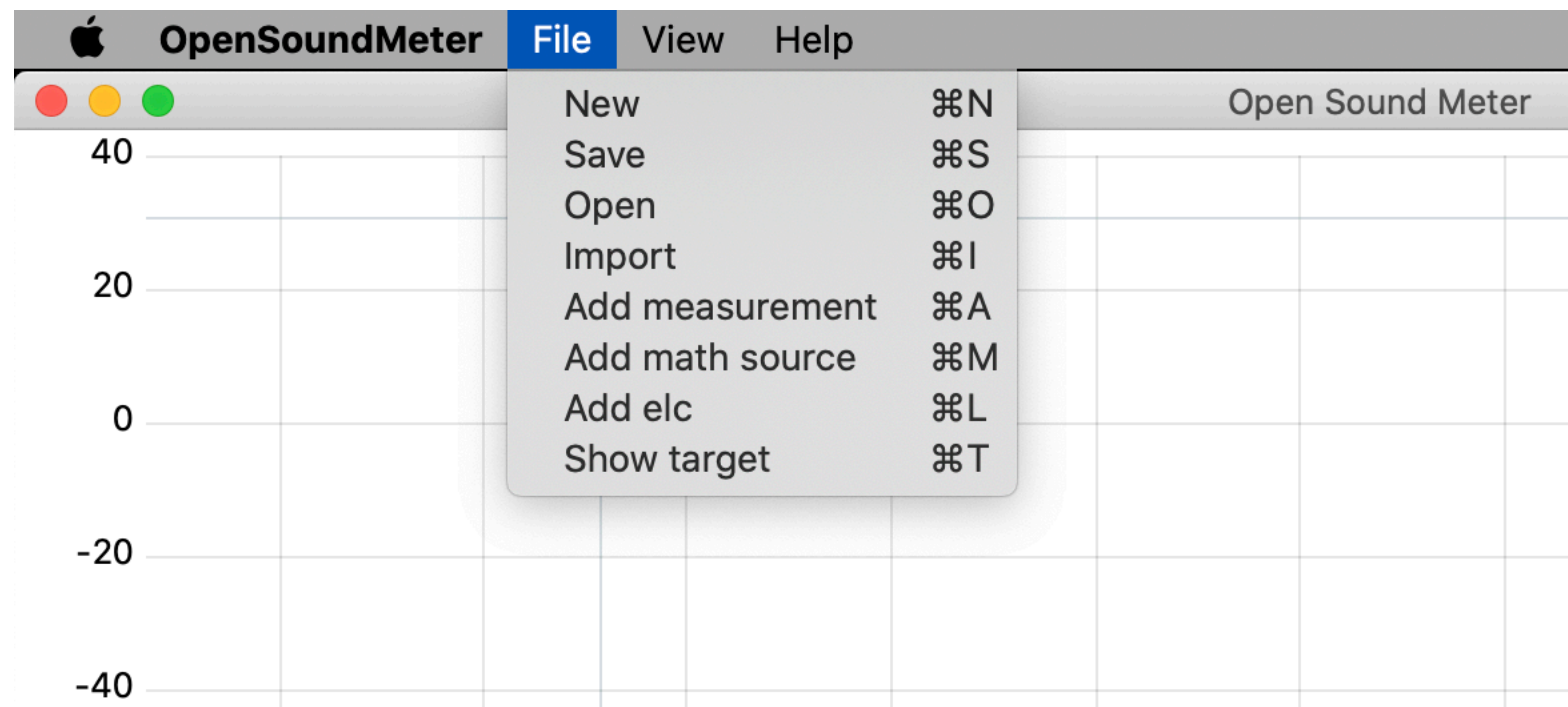 OpenSoundMeter File View Help
Open Sound Meter
New ⌘N
Save ⌘S
Open ⌘O
Import ⌘I
Add measurement ⌘A
Add math source ⌘M
Add elc ⌘L
Show target ⌘T
40
20
0
-20
-40